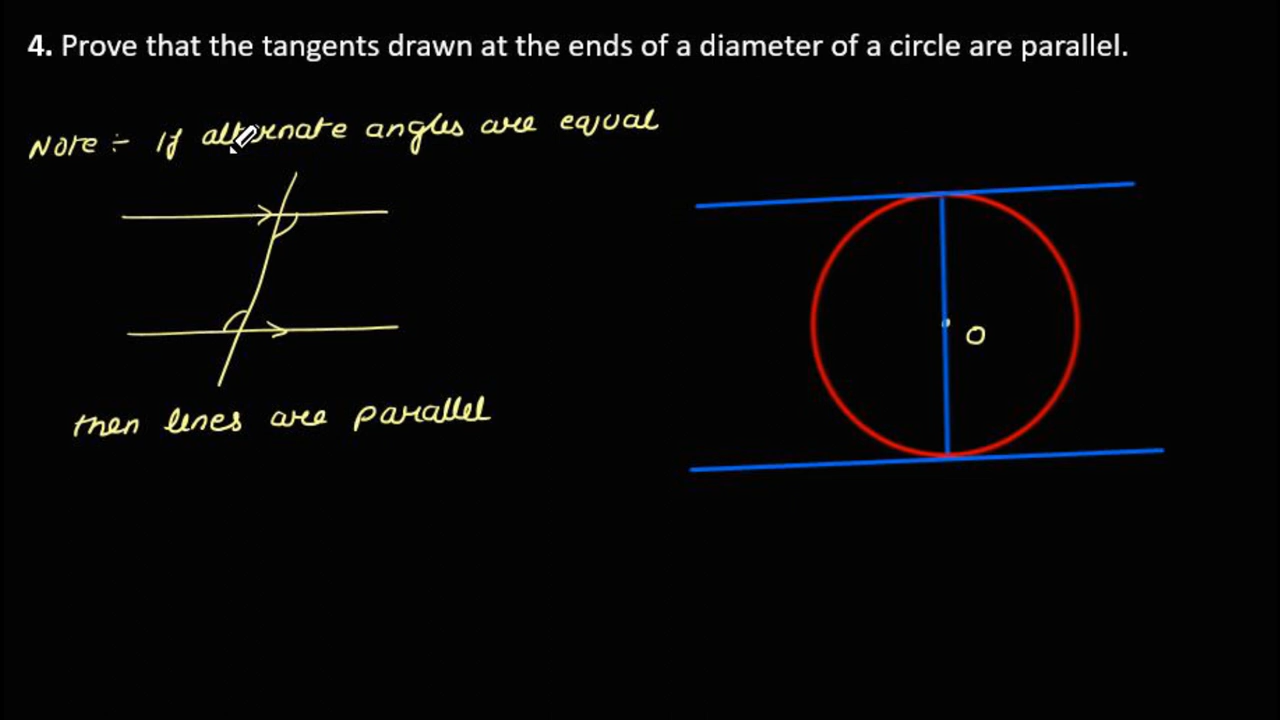 4. Prove that the tangents drawn at the ends of a diameter of a circle are parallel.
Note :- If alternate angles are equal
O
then lines are parallel